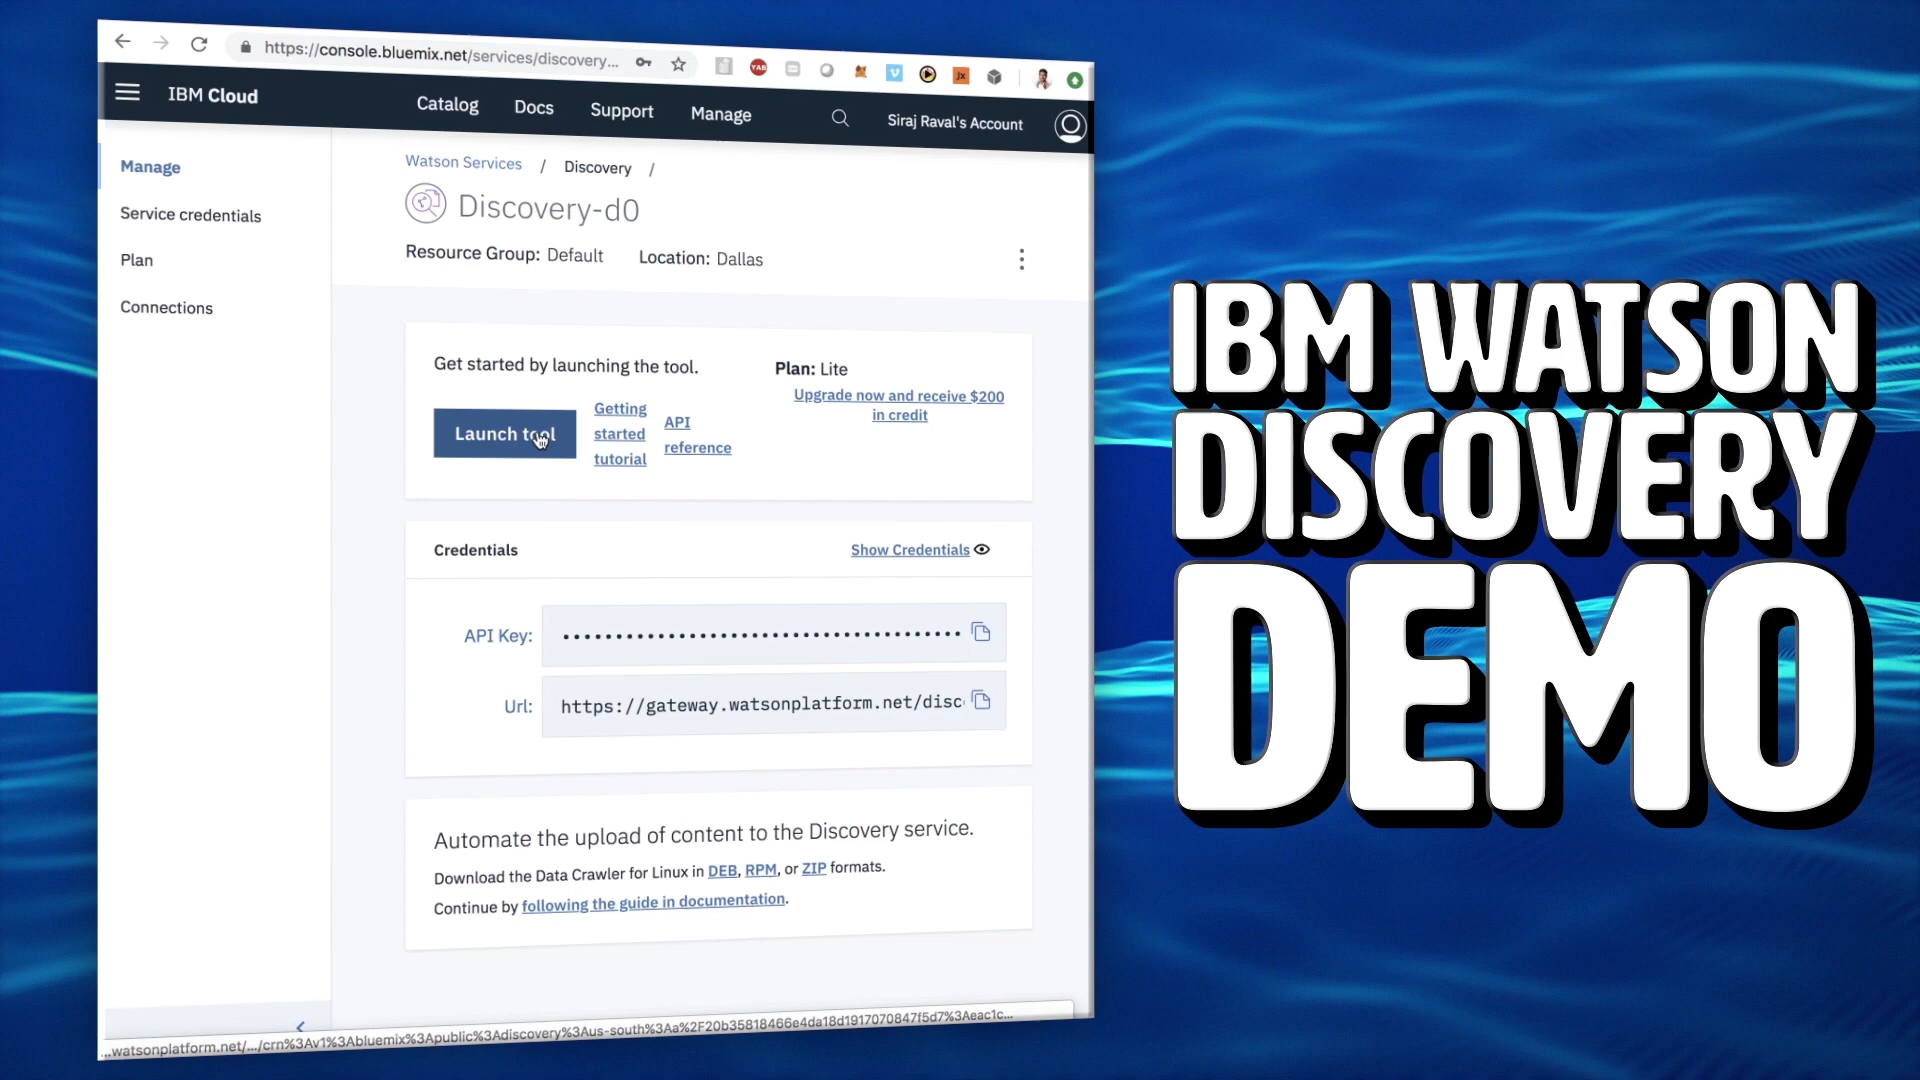 https://console.bluemix.net/services/discovery...
IBM Cloud
Catalog
Docs
Support
Manage
Siraj Raval's Account
Manage
Service credentials
Plan
Connections
Watson Services / Discovery /
Discovery-d0
Resource Group: Default
Location: Dallas
Get started by launching the tool.
Launch tool
Getting
started
tutorial
API
reference
Plan: Lite
Upgrade now and receive $200
in credit
Credentials
Show Credentials
API Key:
Url: https://gateway.watsonplatform.net/disc
Automate the upload of content to the Discovery service.
Download the Data Crawler for Linux in DEB, RPM, or ZIP formats.
Continue by following the guide in documentation.
...watsonplatform.net/.../crn%3Av1%3Abluemix%3Apublic%3Adiscovery%3Aus-south%3Aa%2F20b35818466e4da18d1917070847f5d7%3Aeac1c...
IBM WATSON
DISCOVERY
DEMO